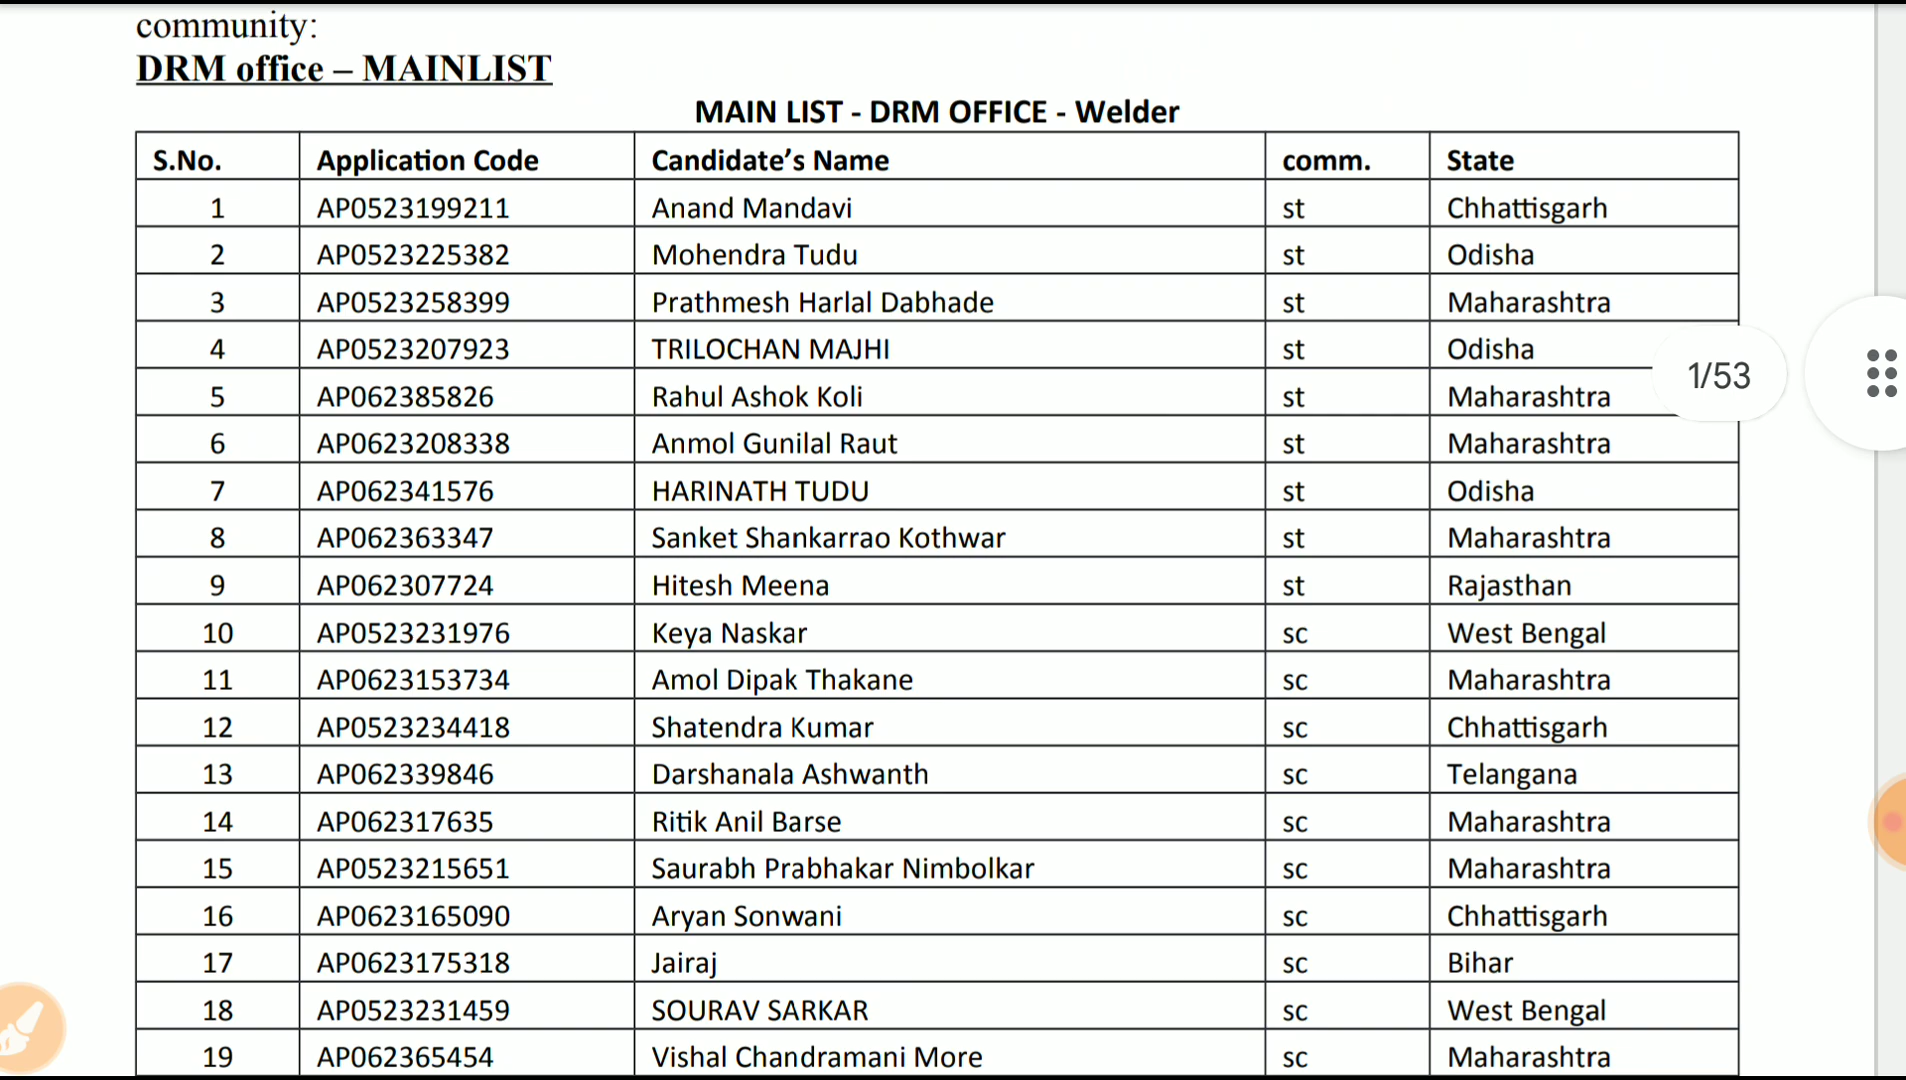 community:
DRM office – MAINLIST
MAIN LIST - DRM OFFICE - Welder
S.No. Application Code Candidate’s Name comm. State
1 AP0523199211 Anand Mandavi st Chhattisgarh
2 AP0523225382 Mohendra Tudu st Odisha
3 AP0523258399 Prathmesh Harlal Dabhade st Maharashtra
4 AP0523207923 TRILOCHAN MAJHI st Odisha
1/53
5 AP062385826 Rahul Ashok Koli st Maharashtra
6 AP0623208338 Anmol Gunilal Raut st Maharashtra
7 AP062341576 HARINATH TUDU st Odisha
8 AP062363347 Sanket Shankarrao Kothwar st Maharashtra
9 AP062307724 Hitesh Meena st Rajasthan
10 AP0523231976 Keya Naskar sc West Bengal
11 AP0623153734 Amol Dipak Thakane sc Maharashtra
12 AP0523234418 Shatendra Kumar sc Chhattisgarh
13 AP062339846 Darshanala Ashwanth sc Telangana
14 AP062317635 Ritik Anil Barse sc Maharashtra
15 AP0523215651 Saurabh Prabhakar Nimbolkar sc Maharashtra
16 AP0623165090 Aryan Sonwani sc Chhattisgarh
17 AP0623175318 Jairaj sc Bihar
18 AP0523231459 SOURAV SARKAR sc West Bengal
19 AP062365454 Vishal Chandramani More sc Maharashtra